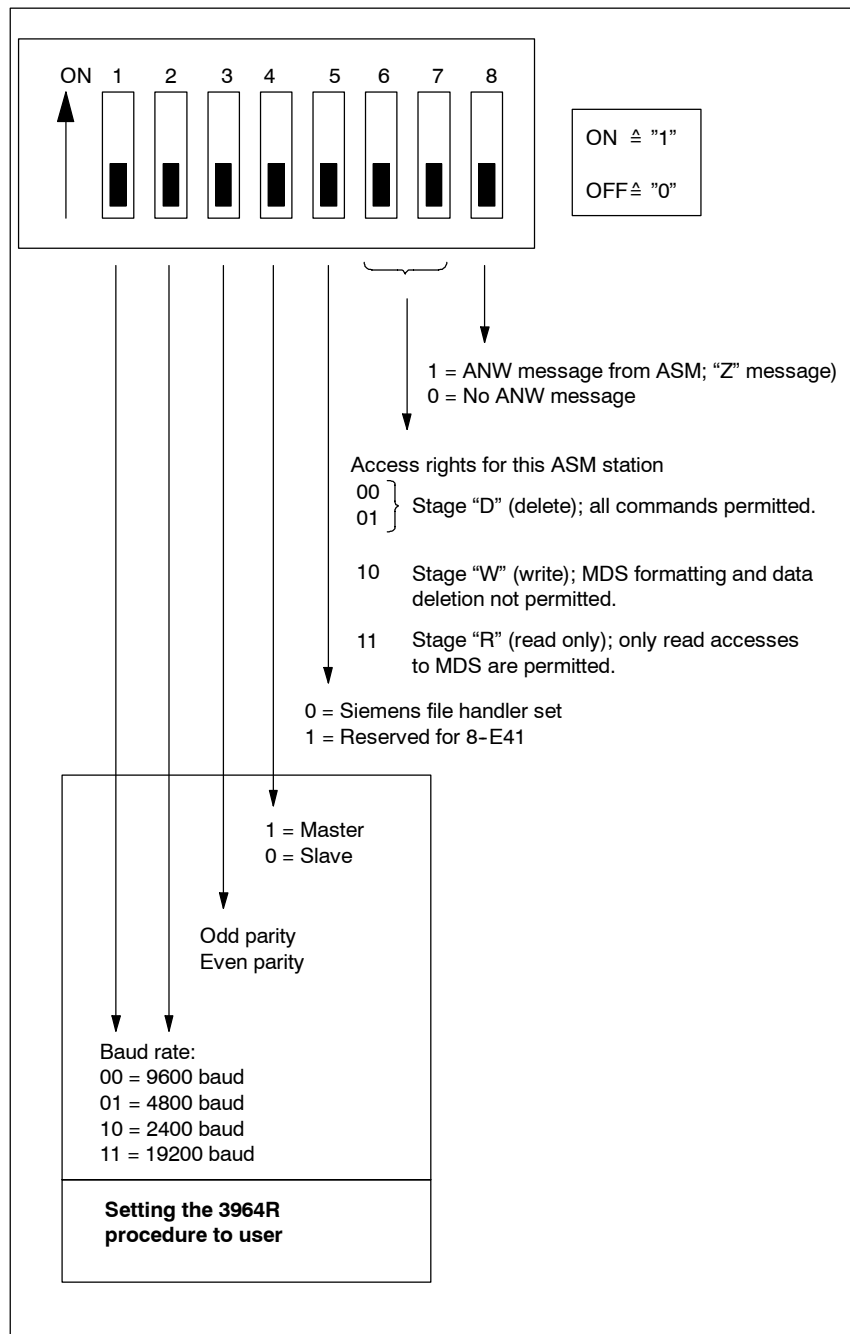 ON 1 2 3 4 5 6 7 8
ON ≙ ”1”
OFF ≙ ”0”
1 = ANW message from ASM; “Z” message)
0 = No ANW message
Access rights for this ASM station
00
01
Stage “D” (delete); all commands permitted.
10 Stage “W” (write); MDS formatting and data
deletion not permitted.
11 Stage “R” (read only); only read accesses
to MDS are permitted.
0 = Siemens file handler set
1 = Reserved for 8-E41
1 = Master
0 = Slave
Odd parity
Even parity
Baud rate:
00 = 9600 baud
01 = 4800 baud
10 = 2400 baud
11 = 19200 baud
Setting the 3964R
procedure to user